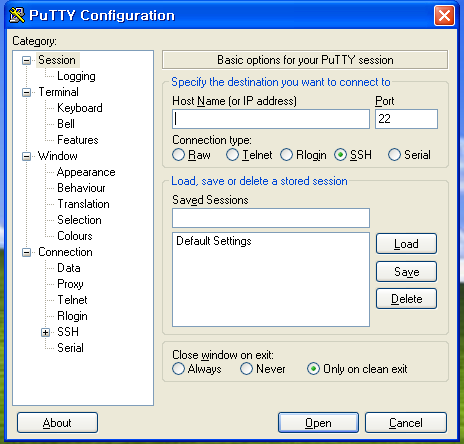 PuTTY Configuration
Category:
Session
Logging
Terminal
Keyboard
Bell
Features
Window
Appearance
Behaviour
Translation
Selection
Colours
Connection
Data
Proxy
Telnet
Rlogin
SSH
Serial
Basic options for your PuTTY session
Specify the destination you want to connect to
Host Name (or IP address) Port
22
Connection type:
Raw Telnet Rlogin SSH Serial
Load, save or delete a stored session
Saved Sessions
Default Settings
Load
Save
Delete
Close window on exit:
Always Never Only on clean exit
About Open Cancel